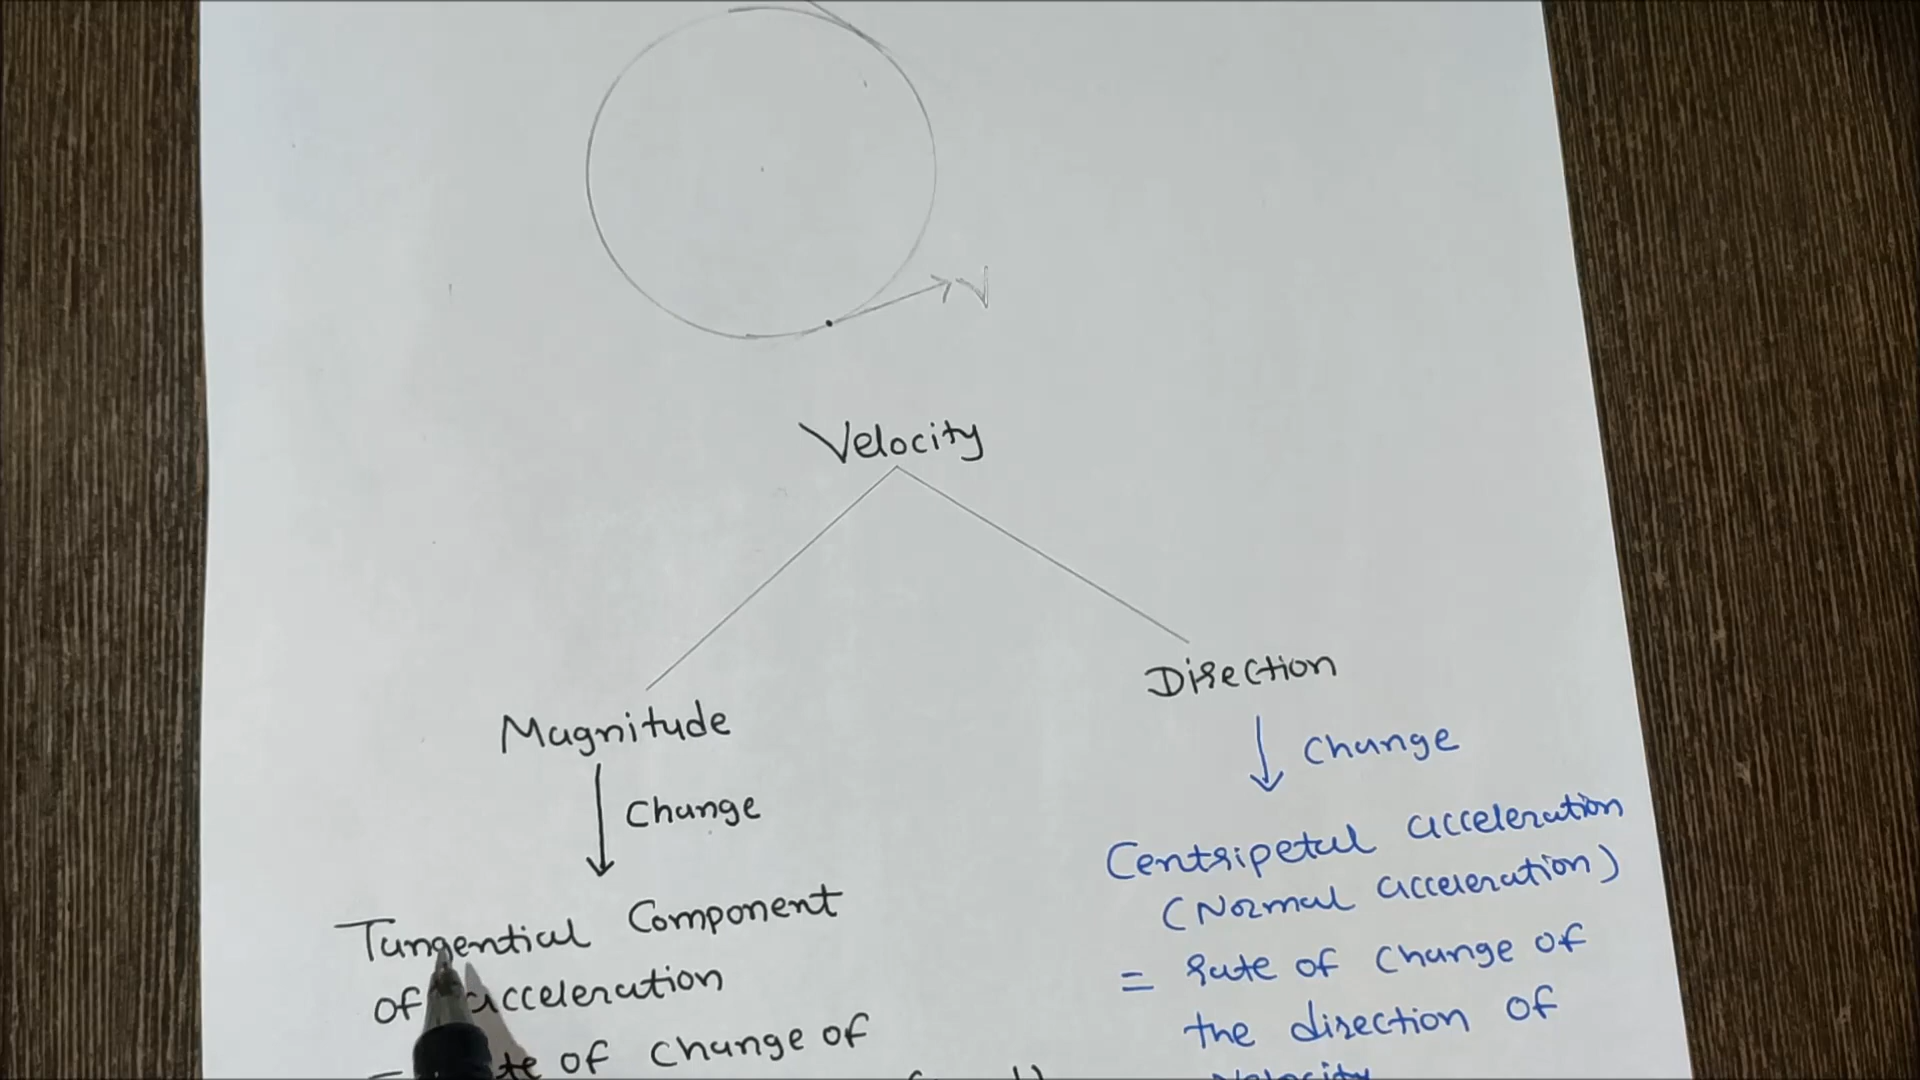 V
Velocity
Magnitude
Change
Tangential Component
of acceleration
= of change of
Direction
Change
Centripetal acceleration
(Normal acceleration)
= rate of change of
the direction of
Velocity